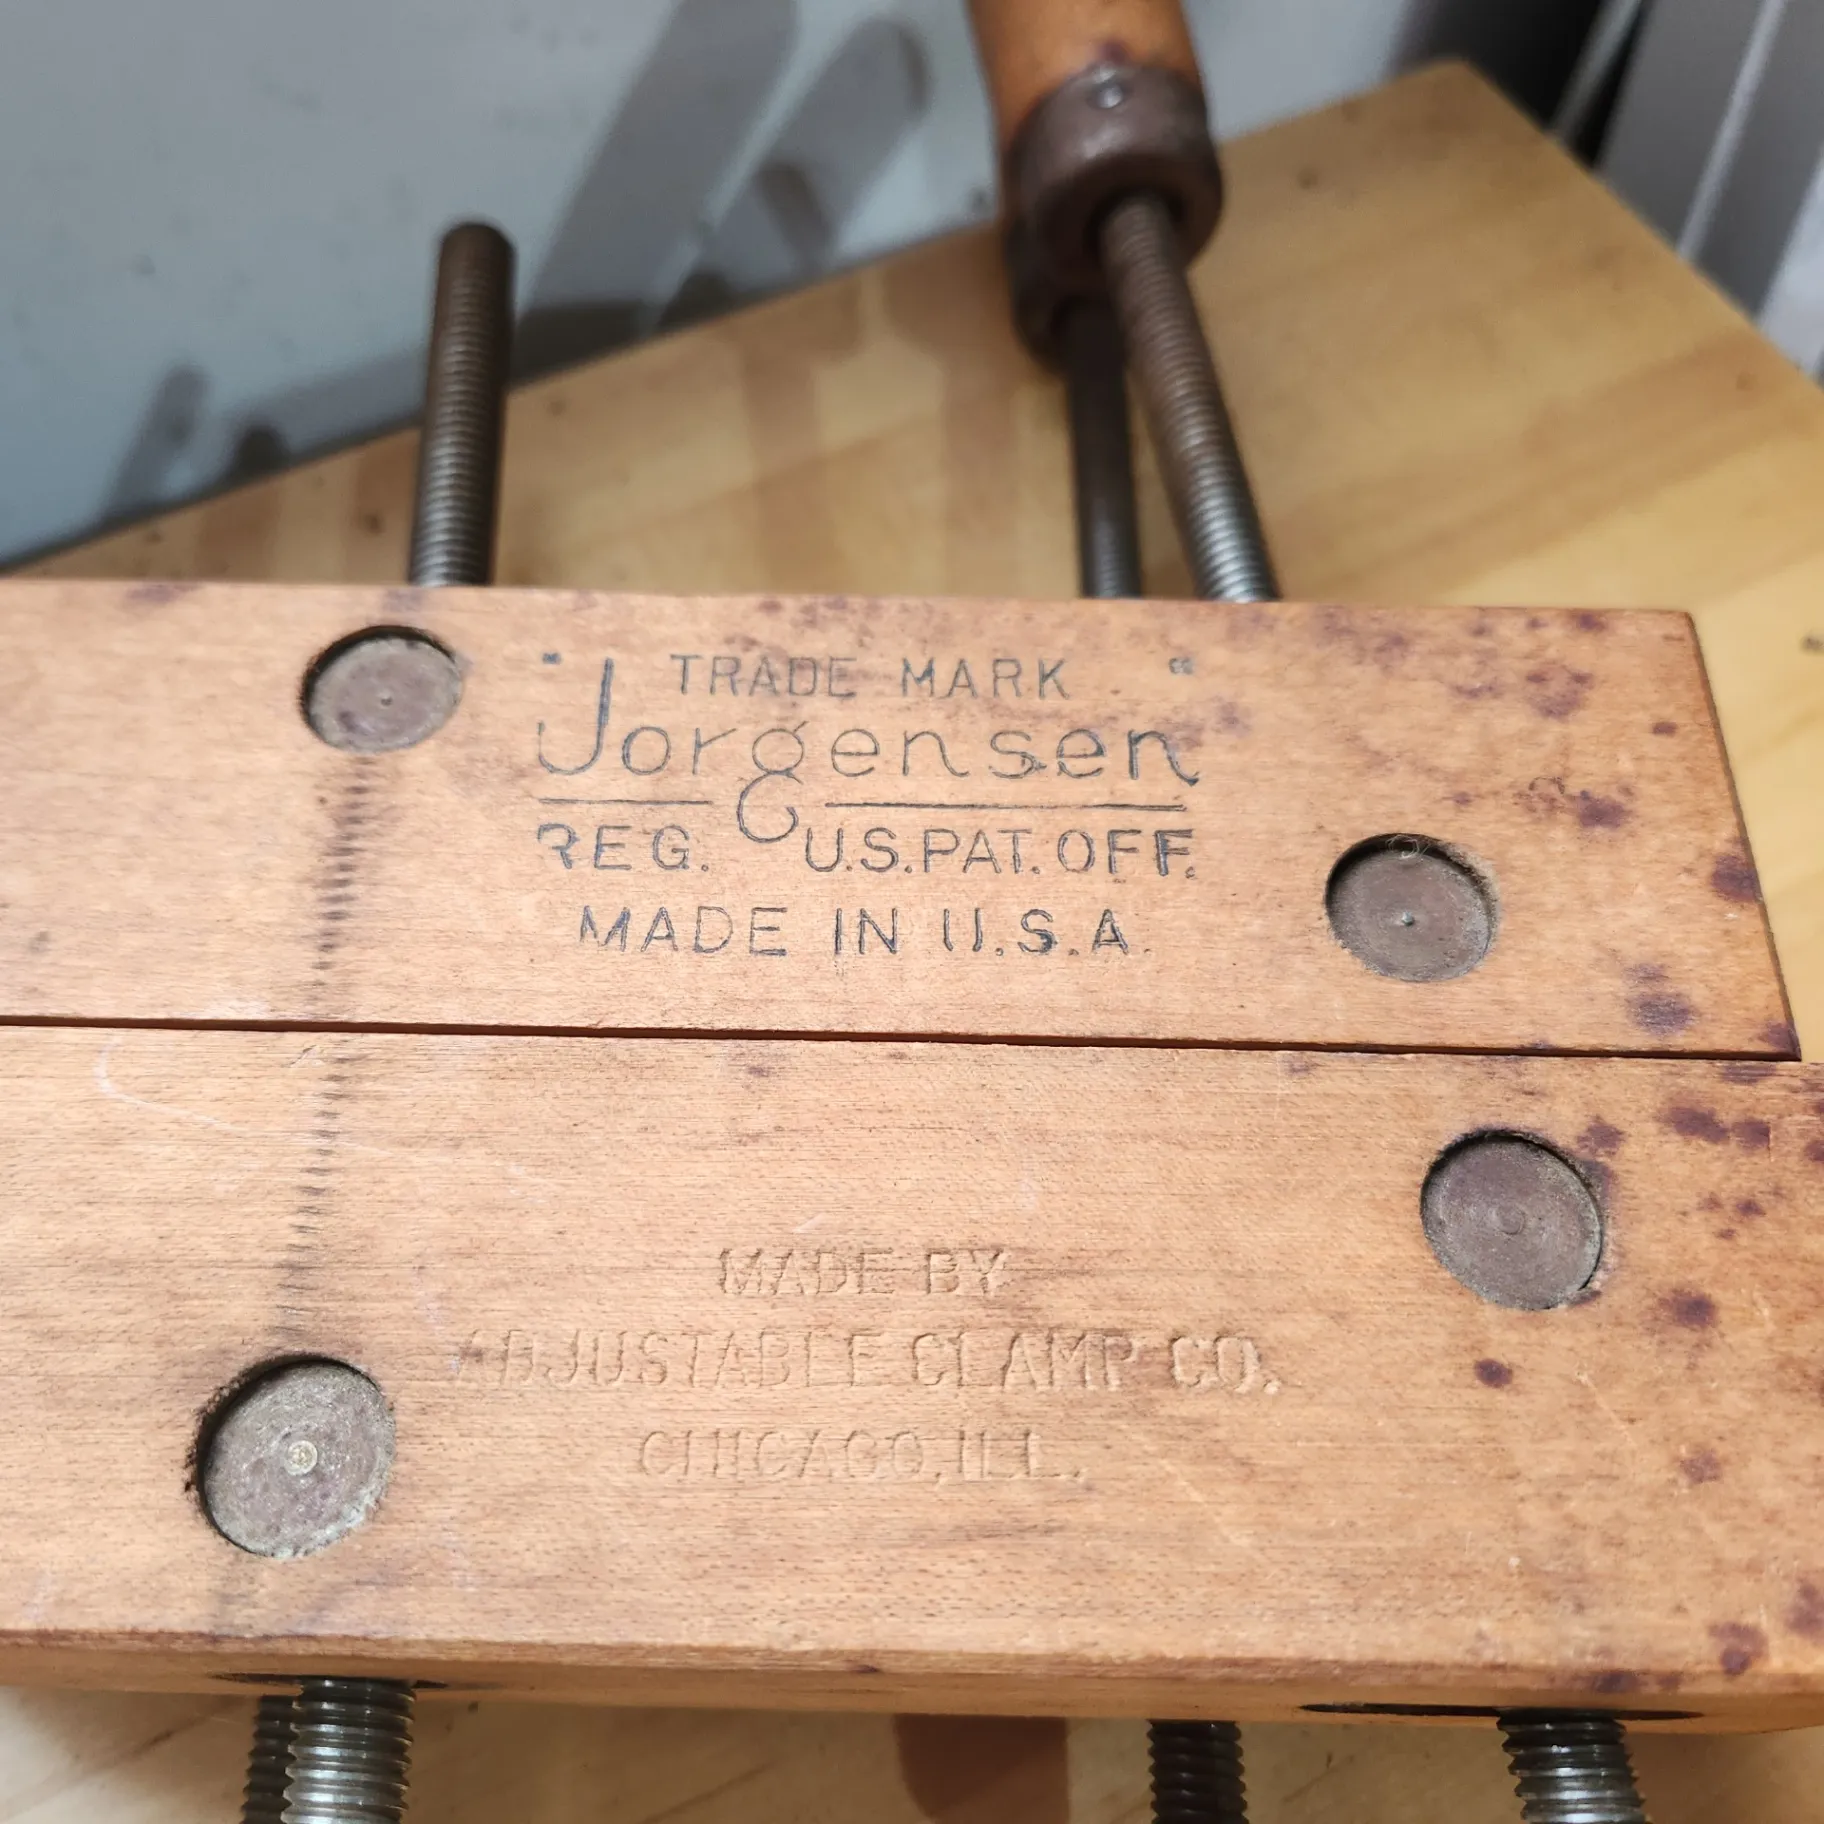 TRADE MARK
"Jorgensen"
REG. U.S. PAT. OFF.
MADE IN U.S.A.
MADE BY
ADJUSTABLE CLAMP CO.
CHICAGO, ILL.